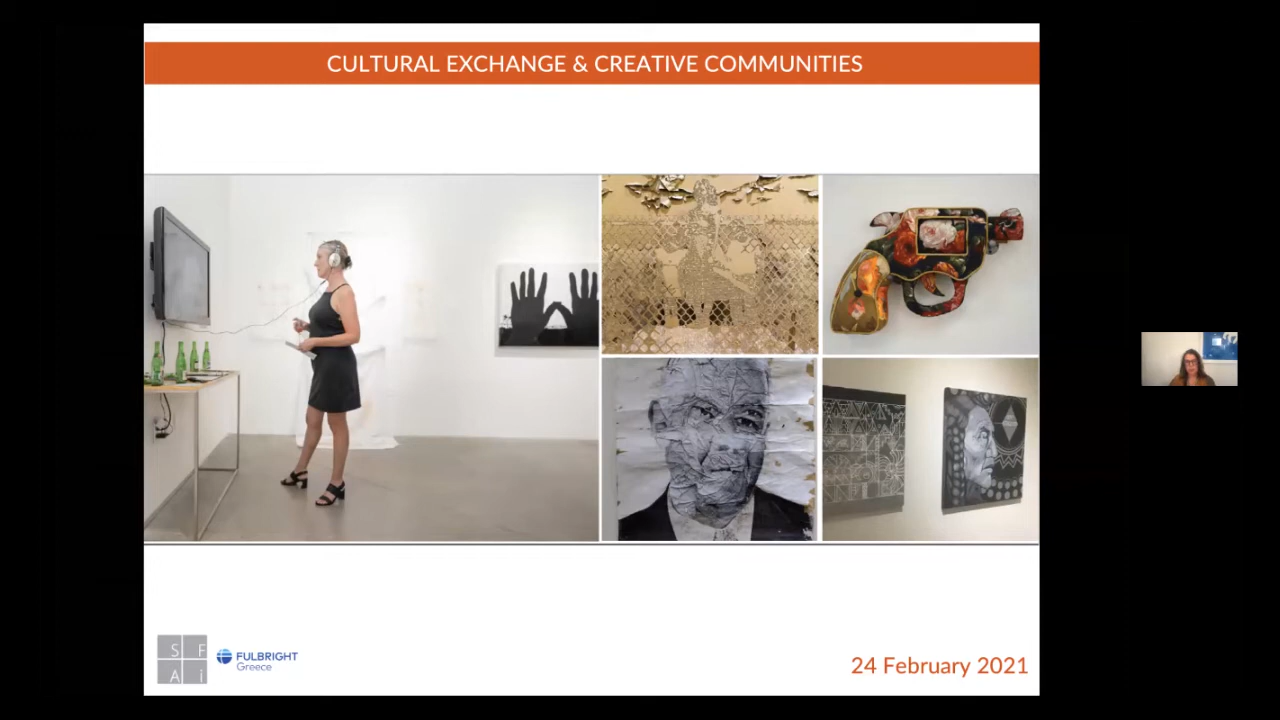 CULTURAL EXCHANGE & CREATIVE COMMUNITIES
S F
A i
FULBRIGHT
Greece
24 February 2021